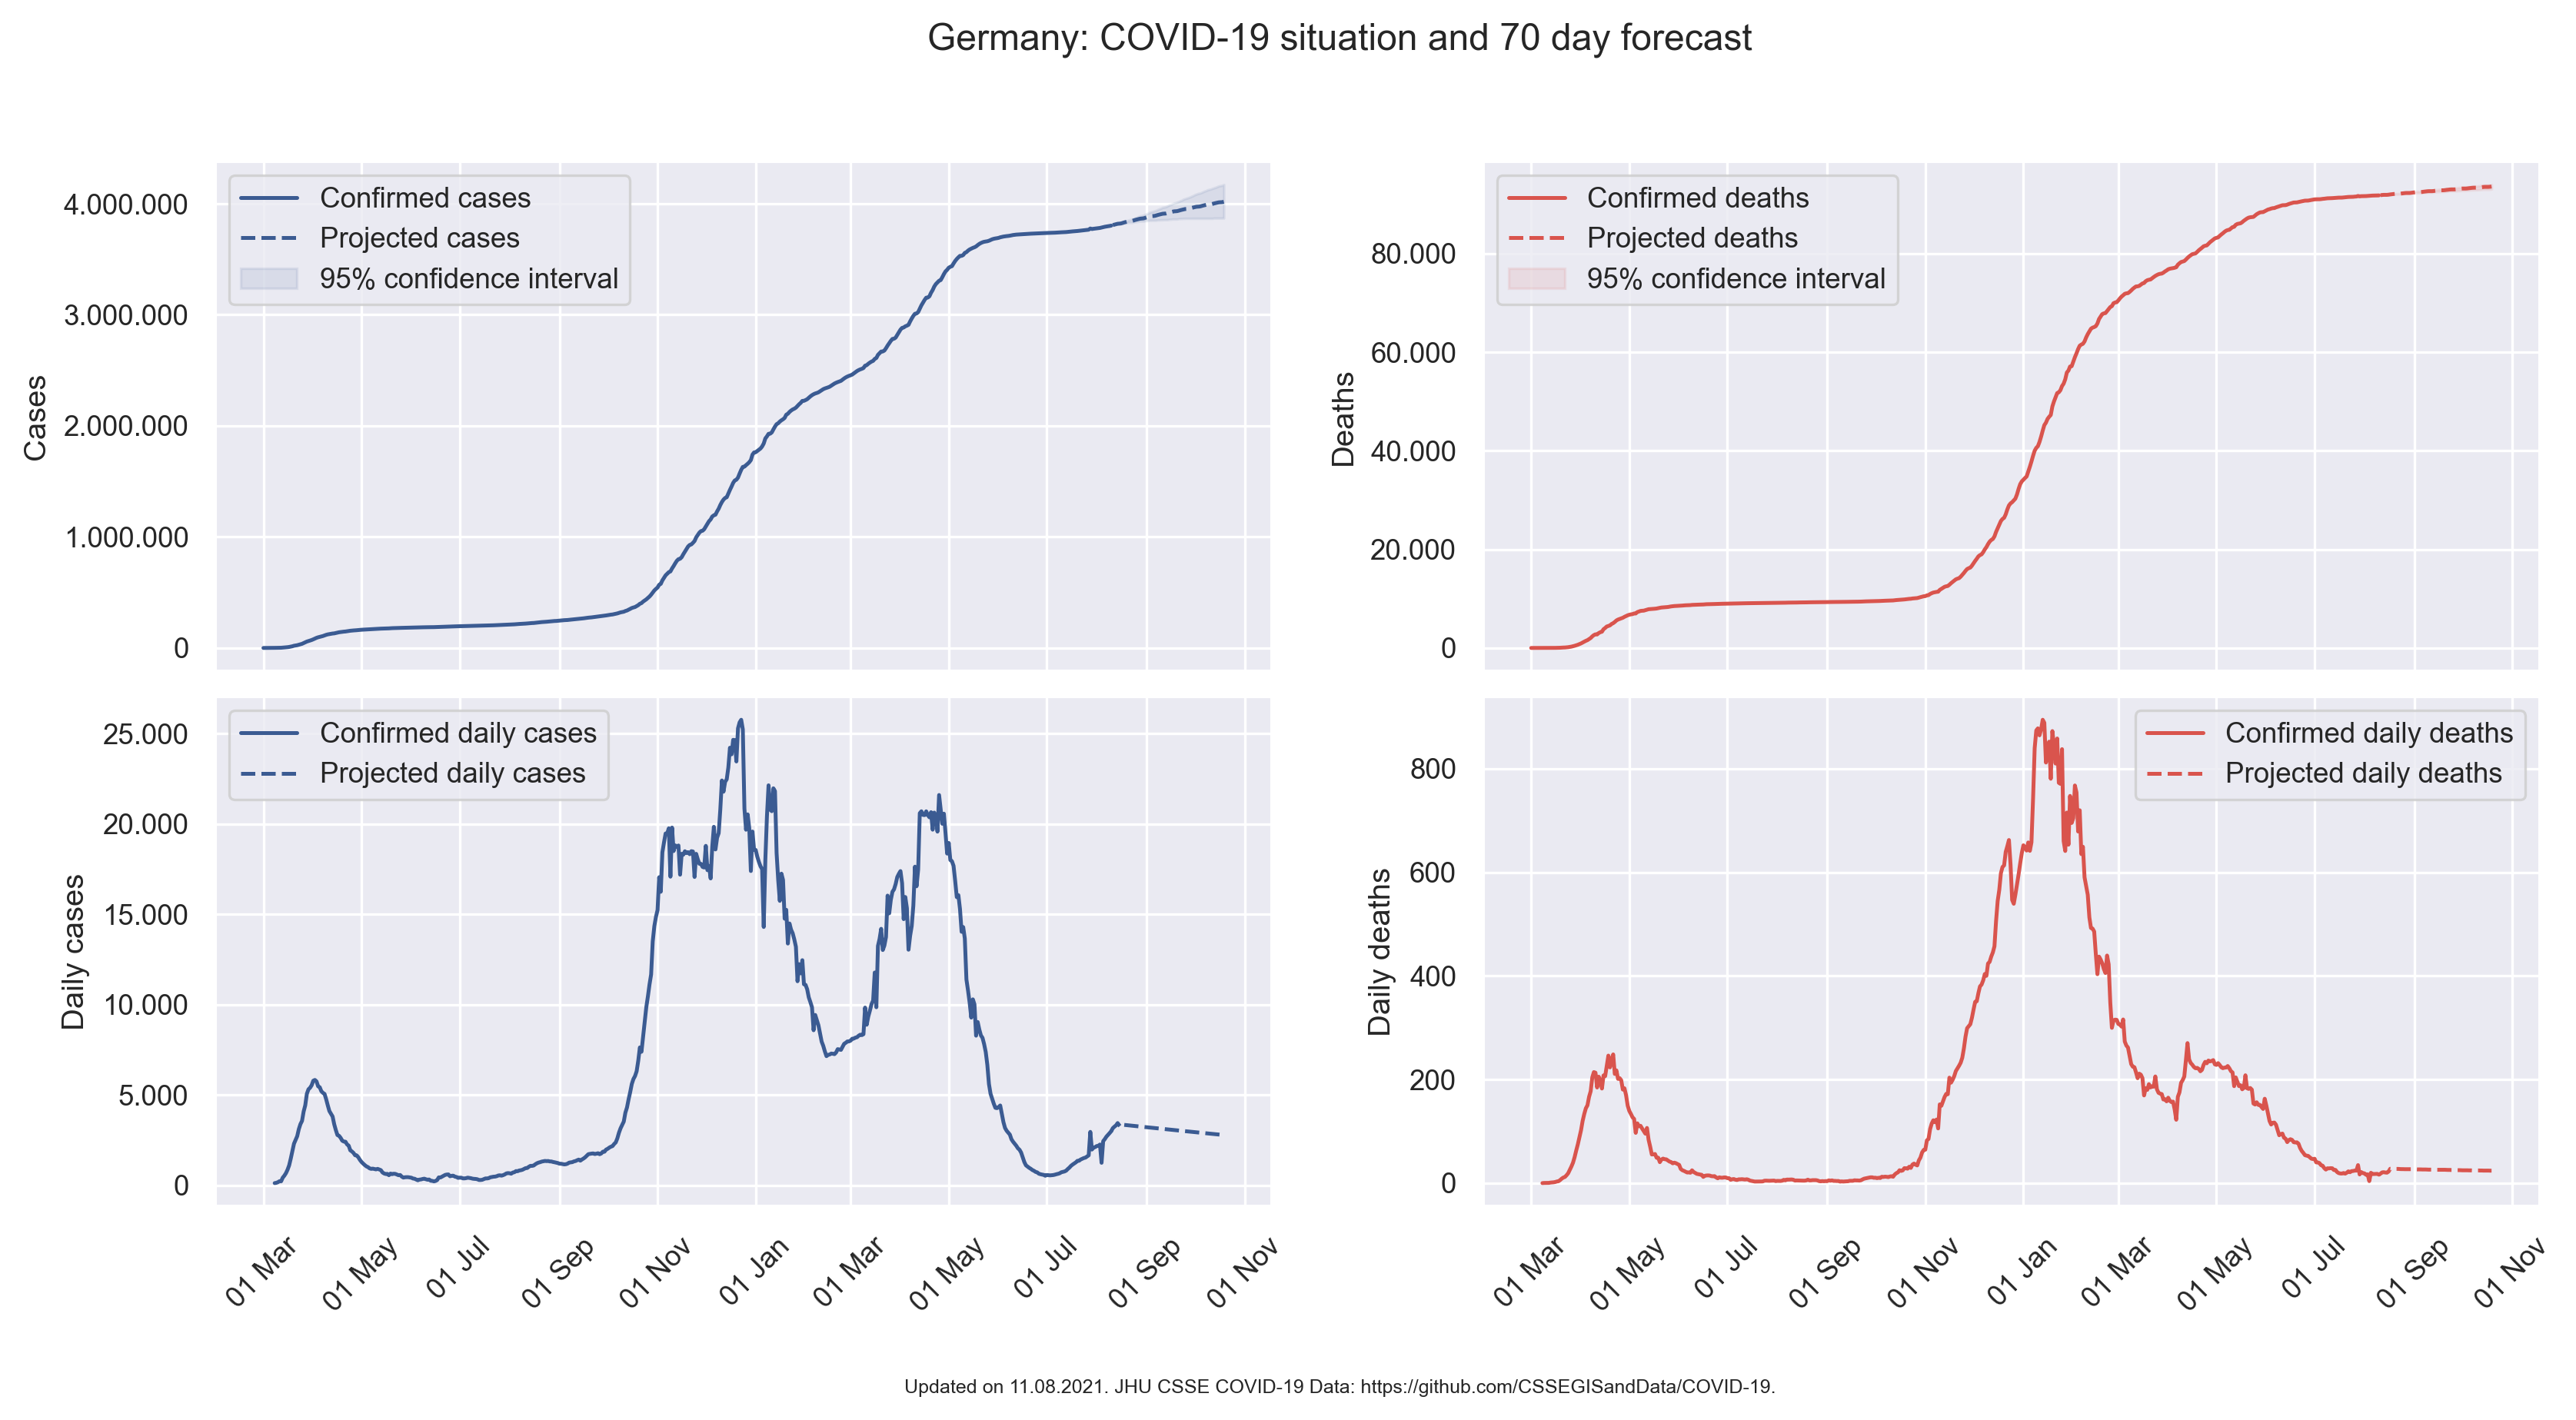 Germany: COVID-19 situation and 70 day forecast
Confirmed cases
Projected cases
95% confidence interval
4.000.000
3.000.000
2.000.000
1.000.000
0
Cases
Confirmed deaths
Projected deaths
95% confidence interval
80.000
60.000
40.000
20.000
0
Deaths
Confirmed daily cases
Projected daily cases
25.000
20.000
15.000
10.000
5.000
0
Daily cases
01 Mar
01 May
01 Jul
01 Sep
01 Nov
01 Jan
01 Mar
01 May
01 Jul
01 Sep
01 Nov
Confirmed daily deaths
Projected daily deaths
800
600
400
200
0
Daily deaths
01 Mar
01 May
01 Jul
01 Sep
01 Nov
01 Jan
01 Mar
01 May
01 Jul
01 Sep
01 Nov
Updated on 11.08.2021. JHU CSSE COVID-19 Data: https://github.com/CSSEGISandData/COVID-19.